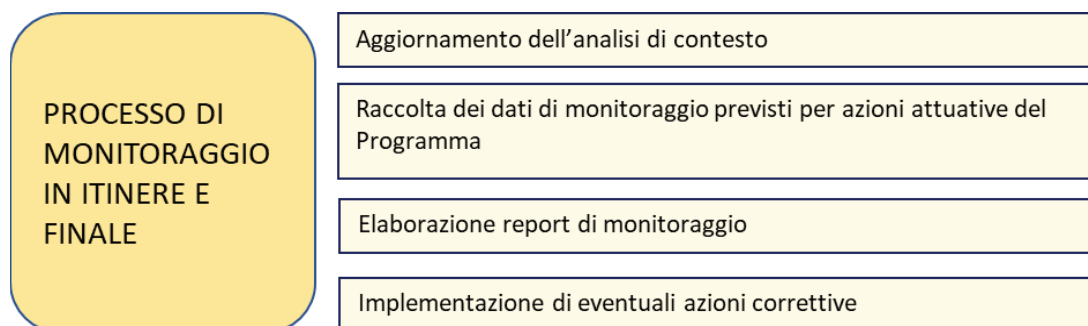 PROCESSO DI
MONITORAGGIO
IN ITINERE E
FINALE
Aggiornamento dell’analisi di contesto
Raccolta dei dati di monitoraggio previsti per azioni attuative del
Programma
Elaborazione report di monitoraggio
Implementazione di eventuali azioni correttive